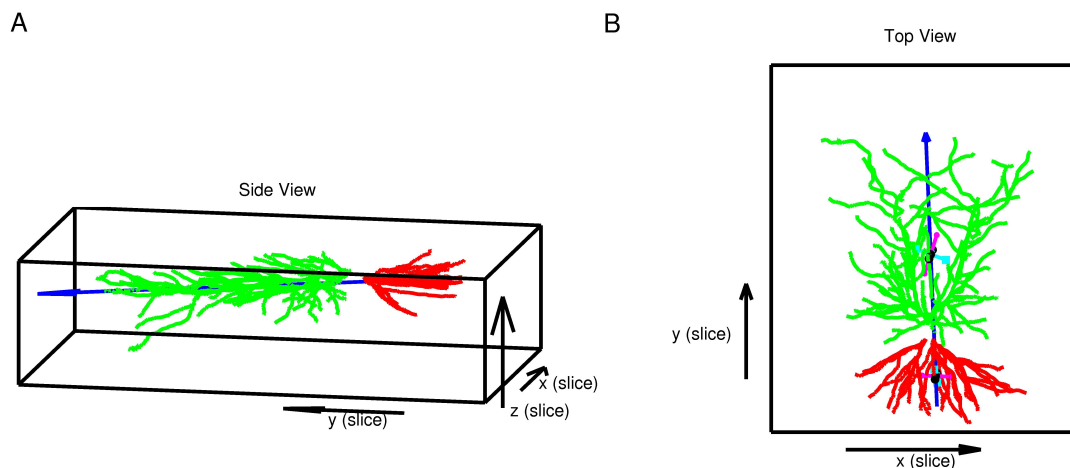 A
Side View
x (slice)
z (slice)
y (slice)
B
Top View
y (slice)
x (slice)